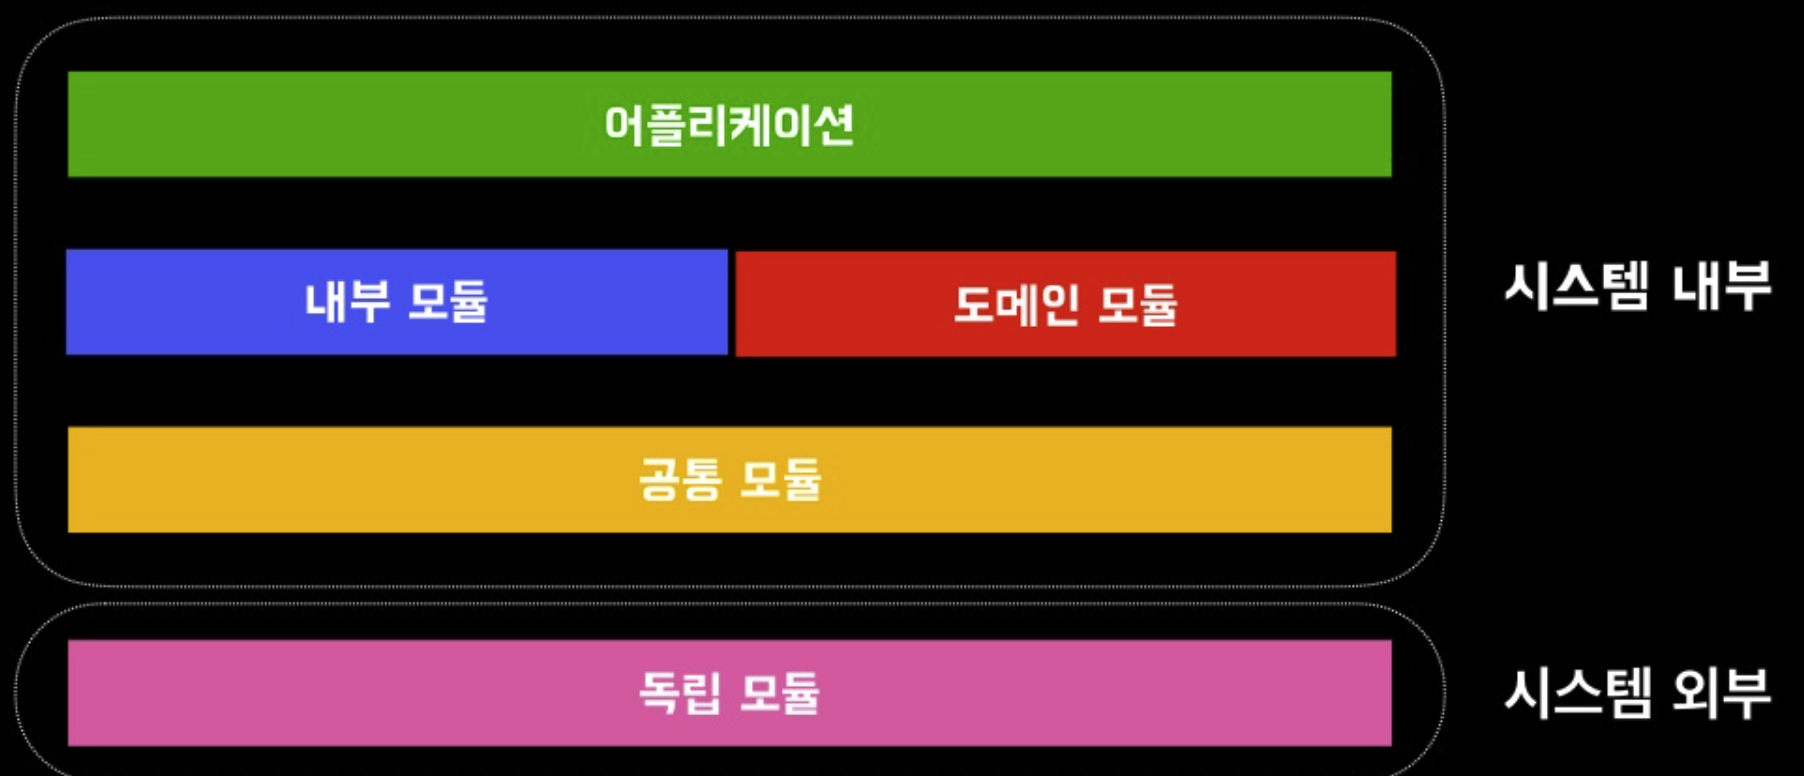 어플리케이션
내부 모듈
도메인 모듈
시스템 내부
공통 모듈
독립 모듈
시스템 외부